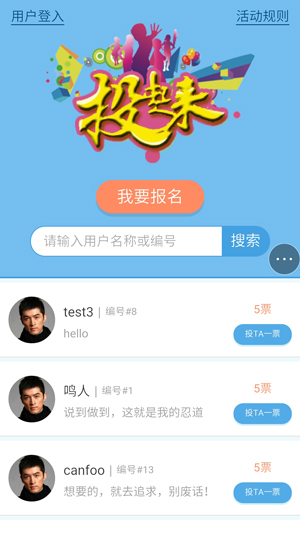 用户登入
活动规则
投出来
我要报名
请输入用户名称或编号
搜索
test3 | 编号#8
5票
hello
投TA一票
鸣人 | 编号#1
5票
说到做到，这就是我的忍道
投TA一票
canfoo | 编号#13
5票
想要的，就去追求，别废话！
投TA一票